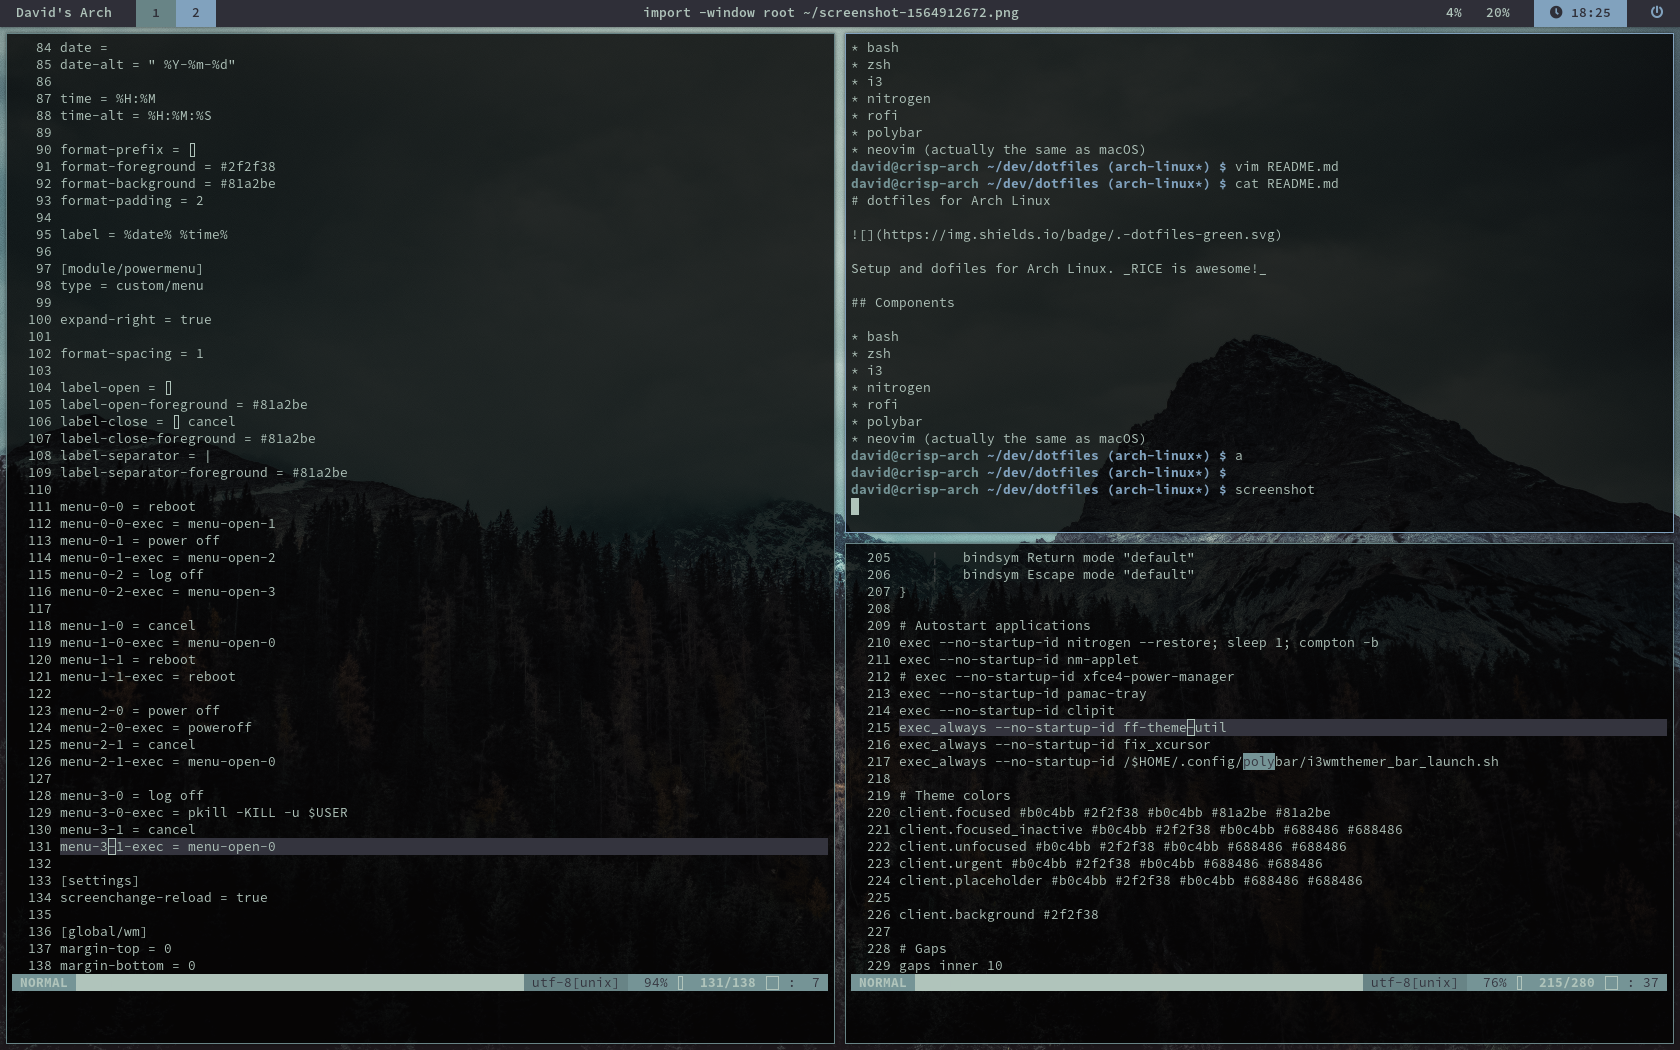 David's Arch 1 2 import -window root ~/screenshot-1564912672.png 4% 20% 18:25
84 date =
85 date-alt = " %Y-%m-%d"
86
87 time = %H:%M
88 time-alt = %H:%M:%S
89
90 format-prefix = 
91 format-foreground = #2f2f38
92 format-background = #81a2be
93 format-padding = 2
94
95 label = %date% %time%
96
97 [module/powermenu]
98 type = custom/menu
99
100 expand-right = true
101
102 format-spacing = 1
103
104 label-open = 
105 label-open-foreground = #81a2be
106 label-close =  cancel
107 label-close-foreground = #81a2be
108 label-separator = |
109 label-separator-foreground = #81a2be
110
111 menu-0-0 = reboot
112 menu-0-0-exec = menu-open-1
113 menu-0-1 = power off
114 menu-0-1-exec = menu-open-2
115 menu-0-2 = log off
116 menu-0-2-exec = menu-open-3
117
118 menu-1-0 = cancel
119 menu-1-0-exec = menu-open-0
120 menu-1-1 = reboot
121 menu-1-1-exec = reboot
122
123 menu-2-0 = power off
124 menu-2-0-exec = poweroff
125 menu-2-1 = cancel
126 menu-2-1-exec = menu-open-0
127
128 menu-3-0 = log off
129 menu-3-0-exec = pkill -KILL -u $USER
130 menu-3-1 = cancel
131 menu-3-1-exec = menu-open-0
132
133 [settings]
134 screenchange-reload = true
135
136 [global/wm]
137 margin-top = 0
138 margin-bottom = 0
NORMAL utf-8[unix] 94% 131/138 : 7
* bash
* zsh
* i3
* nitrogen
* rofi
* polybar
* neovim (actually the same as macOS)
david@crisp-arch ~/dev/dotfiles (arch-linux*) $ vim README.md
david@crisp-arch ~/dev/dotfiles (arch-linux*) $ cat README.md
# dotfiles for Arch Linux
![](https://img.shields.io/badge/.-dotfiles-green.svg)
Setup and dofiles for Arch Linux. _RICE is awesome!_
## Components
* bash
* zsh
* i3
* nitrogen
* rofi
* polybar
* neovim (actually the same as macOS)
david@crisp-arch ~/dev/dotfiles (arch-linux*) $ a
david@crisp-arch ~/dev/dotfiles (arch-linux*) $
david@crisp-arch ~/dev/dotfiles (arch-linux*) $ screenshot
205 | bindsym Return mode "default"
206 | bindsym Escape mode "default"
207 }
208
209 # Autostart applications
210 exec --no-startup-id nitrogen --restore; sleep 1; compton -b
211 exec --no-startup-id nm-applet
212 # exec --no-startup-id xfce4-power-manager
213 exec --no-startup-id pamac-tray
214 exec --no-startup-id clipit
215 exec_always --no-startup-id ff-theme-util
216 exec_always --no-startup-id fix_xcursor
217 exec_always --no-startup-id /$HOME/.config/polybar/i3wmthemer_bar_launch.sh
218
219 # Theme colors
220 client.focused #b0c4bb #2f2f38 #b0c4bb #81a2be #81a2be
221 client.focused_inactive #b0c4bb #2f2f38 #b0c4bb #688486 #688486
222 client.unfocused #b0c4bb #2f2f38 #b0c4bb #688486 #688486
223 client.urgent #b0c4bb #2f2f38 #b0c4bb #688486 #688486
224 client.placeholder #b0c4bb #2f2f38 #b0c4bb #688486 #688486
225
226 client.background #2f2f38
227
228 # Gaps
229 gaps inner 10
NORMAL utf-8[unix] 76% 215/280 : 37